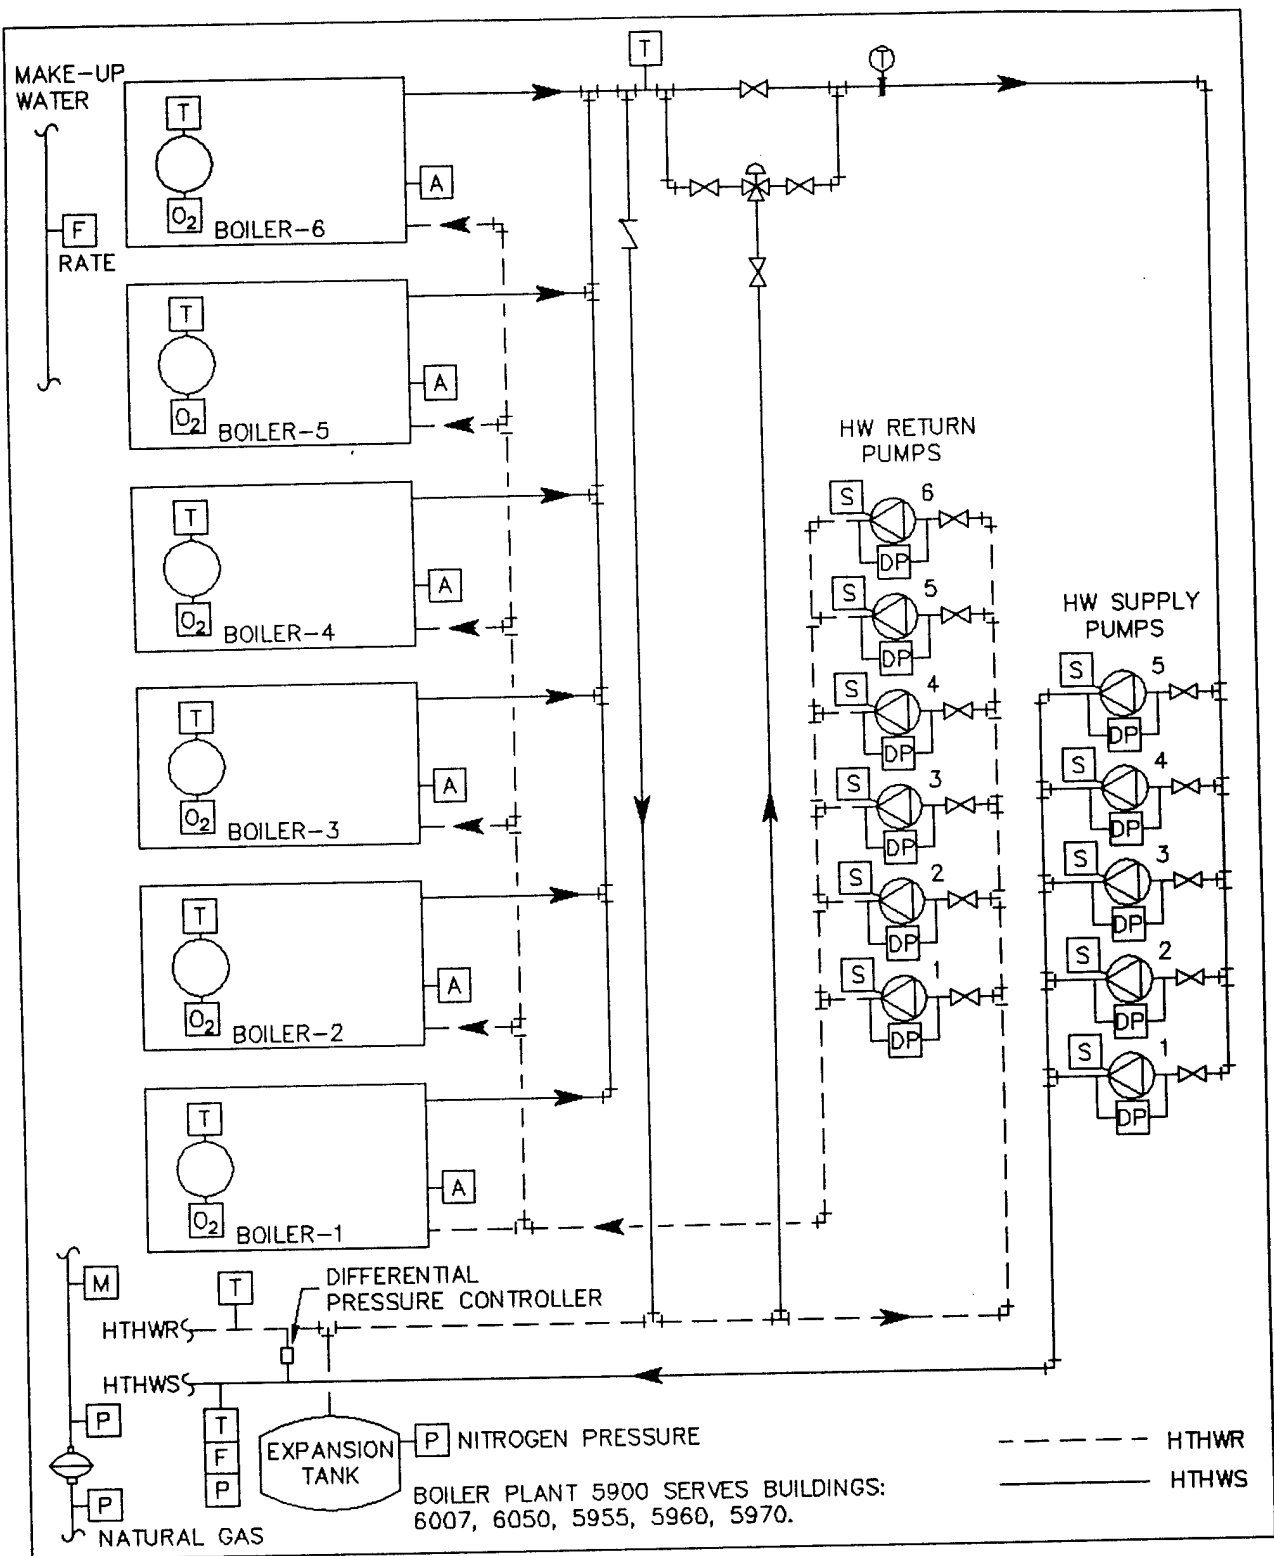 T
T
MAKE-UP
WATER
T
A
O2
BOILER-6
F
RATE
T
A
O2
BOILER-5
HW RETURN
PUMPS
T
A
O2
BOILER-4
S
6
DP
S
5
DP
HW SUPPLY
PUMPS
S
4
DP
S
5
DP
T
A
O2
BOILER-3
S
3
DP
S
4
DP
S
2
DP
S
3
DP
T
A
O2
BOILER-2
S
1
DP
S
2
DP
S
1
DP
T
A
O2
BOILER-1
M
T
DIFFERENTIAL
PRESSURE CONTROLLER
HTHWR
HTHWS
P
T
F
P
EXPANSION
TANK
P NITROGEN PRESSURE
HTHWR
HTHWS
P
NATURAL GAS
BOILER PLANT 5900 SERVES BUILDINGS:
6007, 6050, 5955, 5960, 5970.